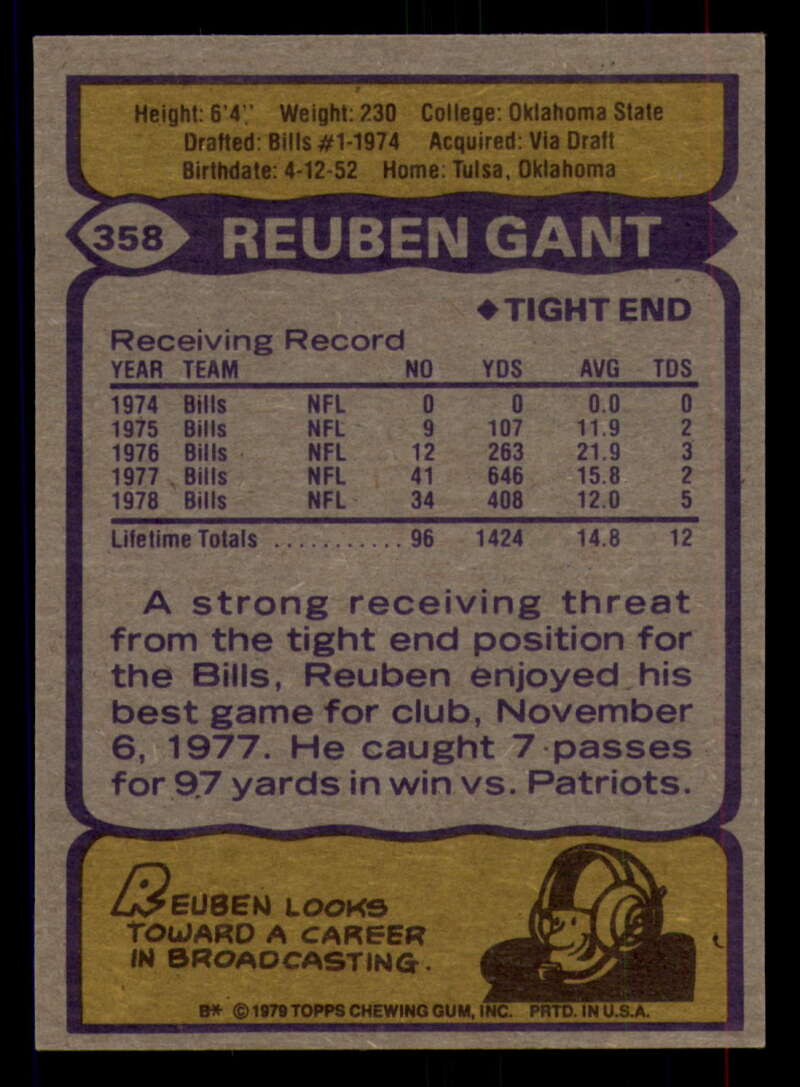 Height: 6'4" Weight: 230 College: Oklahoma State
Drafted: Bills #1-1974 Acquired: Via Draft
Birthdate: 4-12-52 Home: Tulsa, Oklahoma
358 REUBEN GANT
◆TIGHT END
Receiving Record
YEAR TEAM NO YDS AVG TDS
1974 Bills NFL 0 0 0.0 0
1975 Bills NFL 9 107 11.9 2
1976 Bills NFL 12 263 21.9 3
1977 Bills NFL 41 646 15.8 2
1978 Bills NFL 34 408 12.0 5
Lifetime Totals ........... 96 1424 14.8 12
A strong receiving threat
from the tight end position for
the Bills, Reuben enjoyed his
best game for club, November
6, 1977. He caught 7 passes
for 97 yards in win vs. Patriots.
REUBEN LOOKS
TOWARD A CAREER
IN BROADCASTING.
B* © 1979 TOPPS CHEWING GUM, INC. PRTD. IN U.S.A.